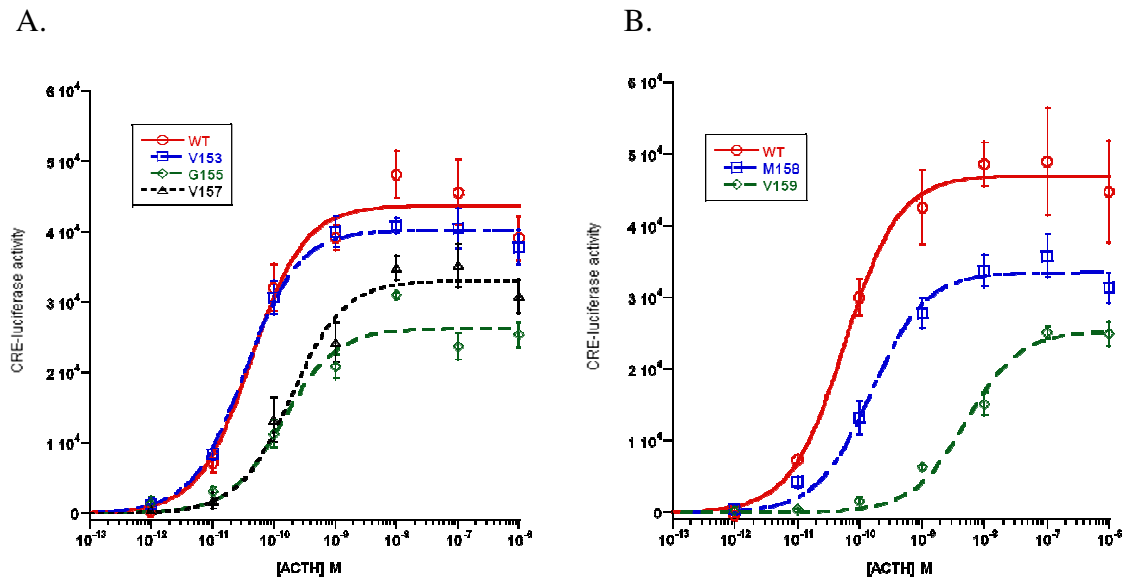 A.
B.
6 10⁴
5 10⁴
4 10⁴
3 10⁴
2 10⁴
1 10⁴
0
CRE-luciferase activity
WT
V153
G155
V157
10⁻¹³ 10⁻¹² 10⁻¹¹ 10⁻¹⁰ 10⁻⁹ 10⁻⁸ 10⁻⁷ 10⁻⁶
[ACTH] M
6 10⁴
5 10⁴
4 10⁴
3 10⁴
2 10⁴
1 10⁴
0
CRE-luciferase activity
WT
M158
V159
10⁻¹³ 10⁻¹² 10⁻¹¹ 10⁻¹⁰ 10⁻⁹ 10⁻⁸ 10⁻⁷ 10⁻⁶
[ACTH] M